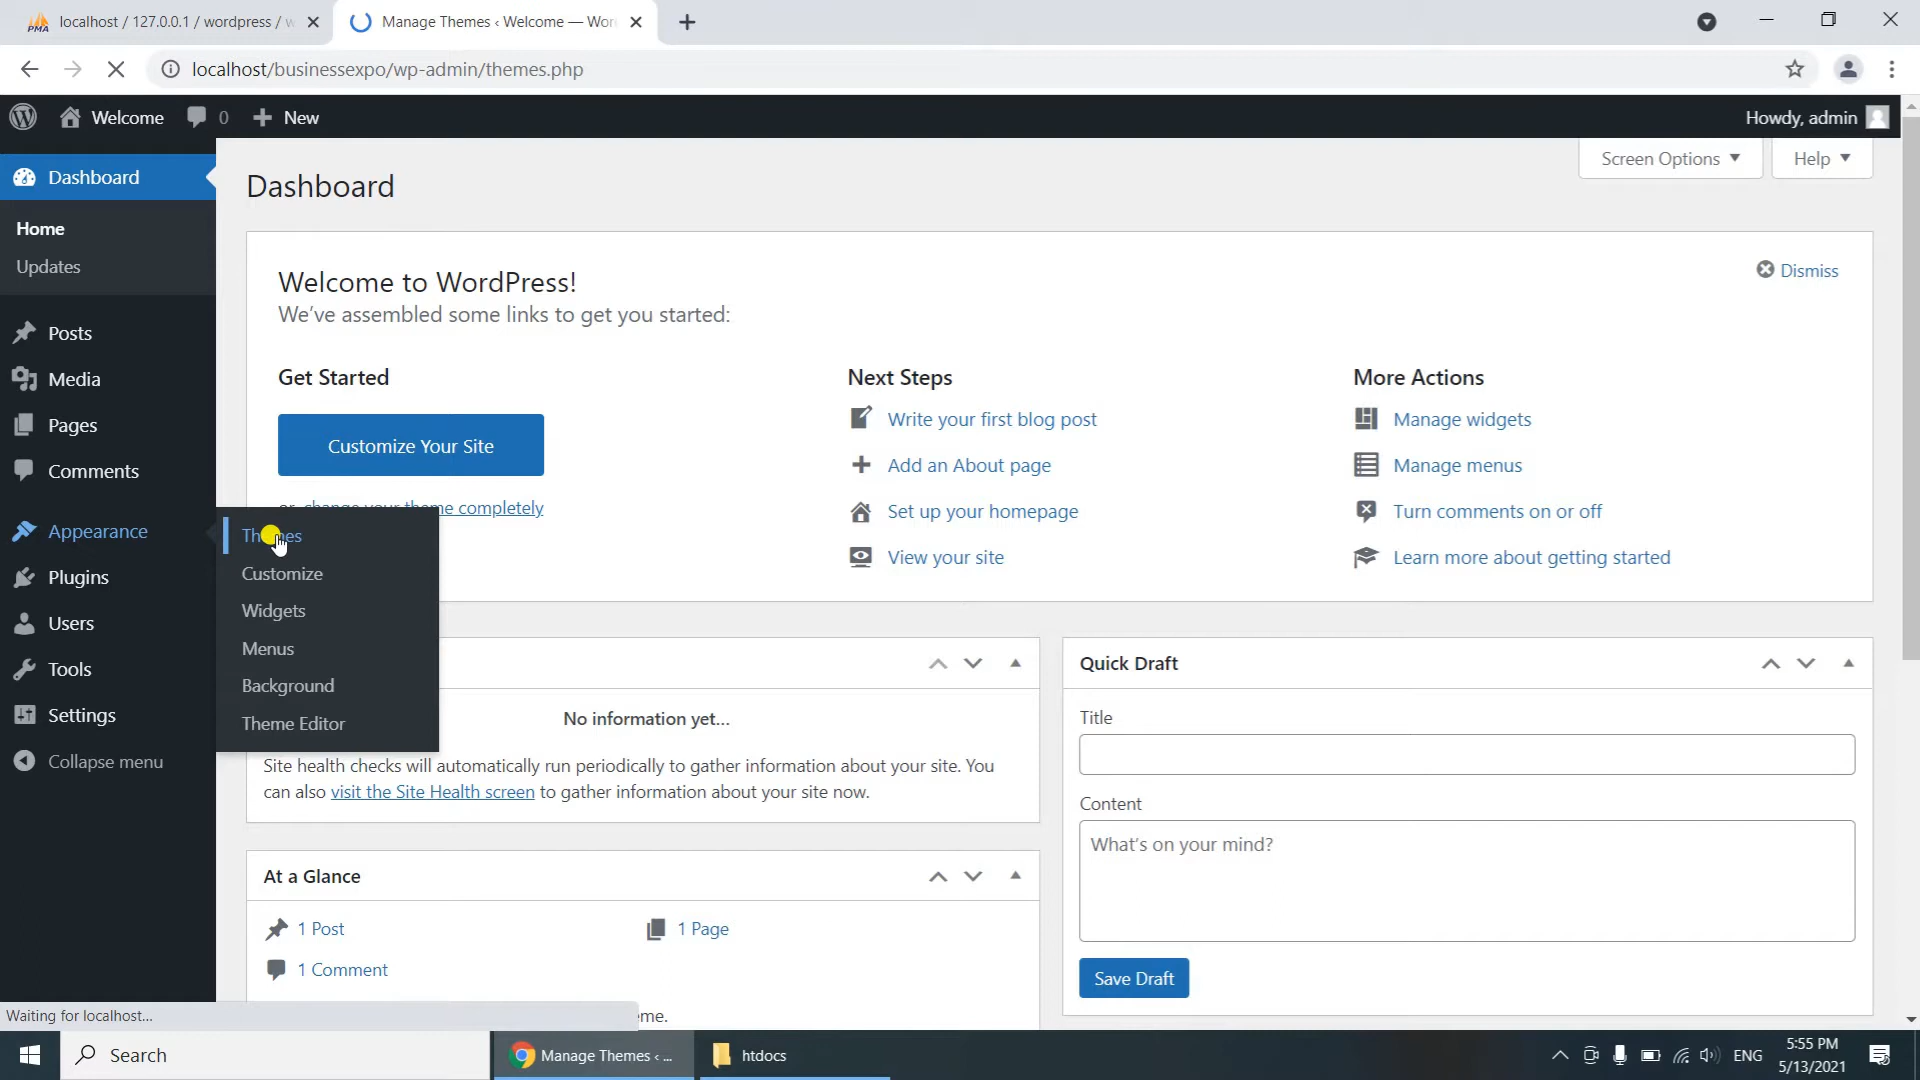 localhost / 127.0.0.1 / wordpress / w
Manage Themes ‹ Welcome — Wor
localhost/businessexpo/wp-admin/themes.php
Welcome
0
New
Howdy, admin
Dashboard
Home
Updates
Posts
Media
Pages
Comments
Appearance
Plugins
Users
Tools
Settings
Collapse menu
Themes
Customize
Widgets
Menus
Background
Theme Editor
Screen Options
Help
Dashboard
Welcome to WordPress!
We've assembled some links to get you started:
Dismiss
Get Started
Customize Your Site
or, change your theme completely
Next Steps
Write your first blog post
Add an About page
Set up your homepage
View your site
More Actions
Manage widgets
Manage menus
Turn comments on or off
Learn more about getting started
No information yet...
Site health checks will automatically run periodically to gather information about your site. You
can also visit the Site Health screen to gather information about your site now.
At a Glance
1 Post
1 Page
1 Comment
eme.
Quick Draft
Title
Content
What's on your mind?
Save Draft
Waiting for localhost...
Search
Manage Themes ‹ ...
htdocs
ENG
5:55 PM
5/13/2021